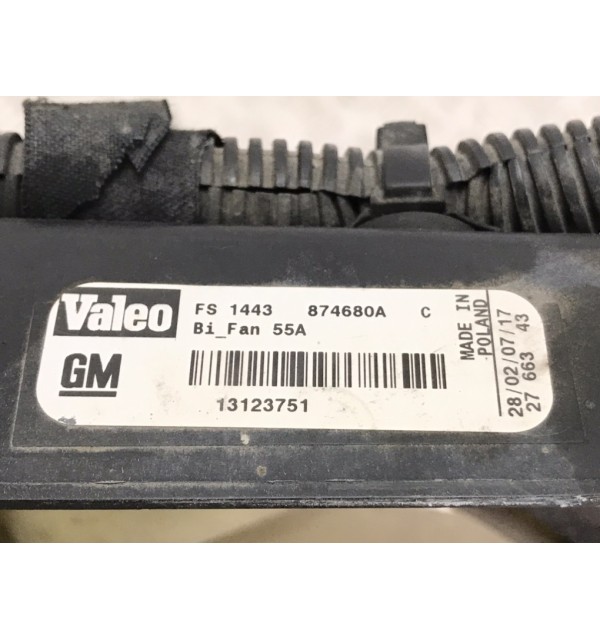 Valeo
FS 1443 874680A C
Bi_Fan 55A
GM
13123751
MADE IN
POLAND
28/02/07/17
27 663 43